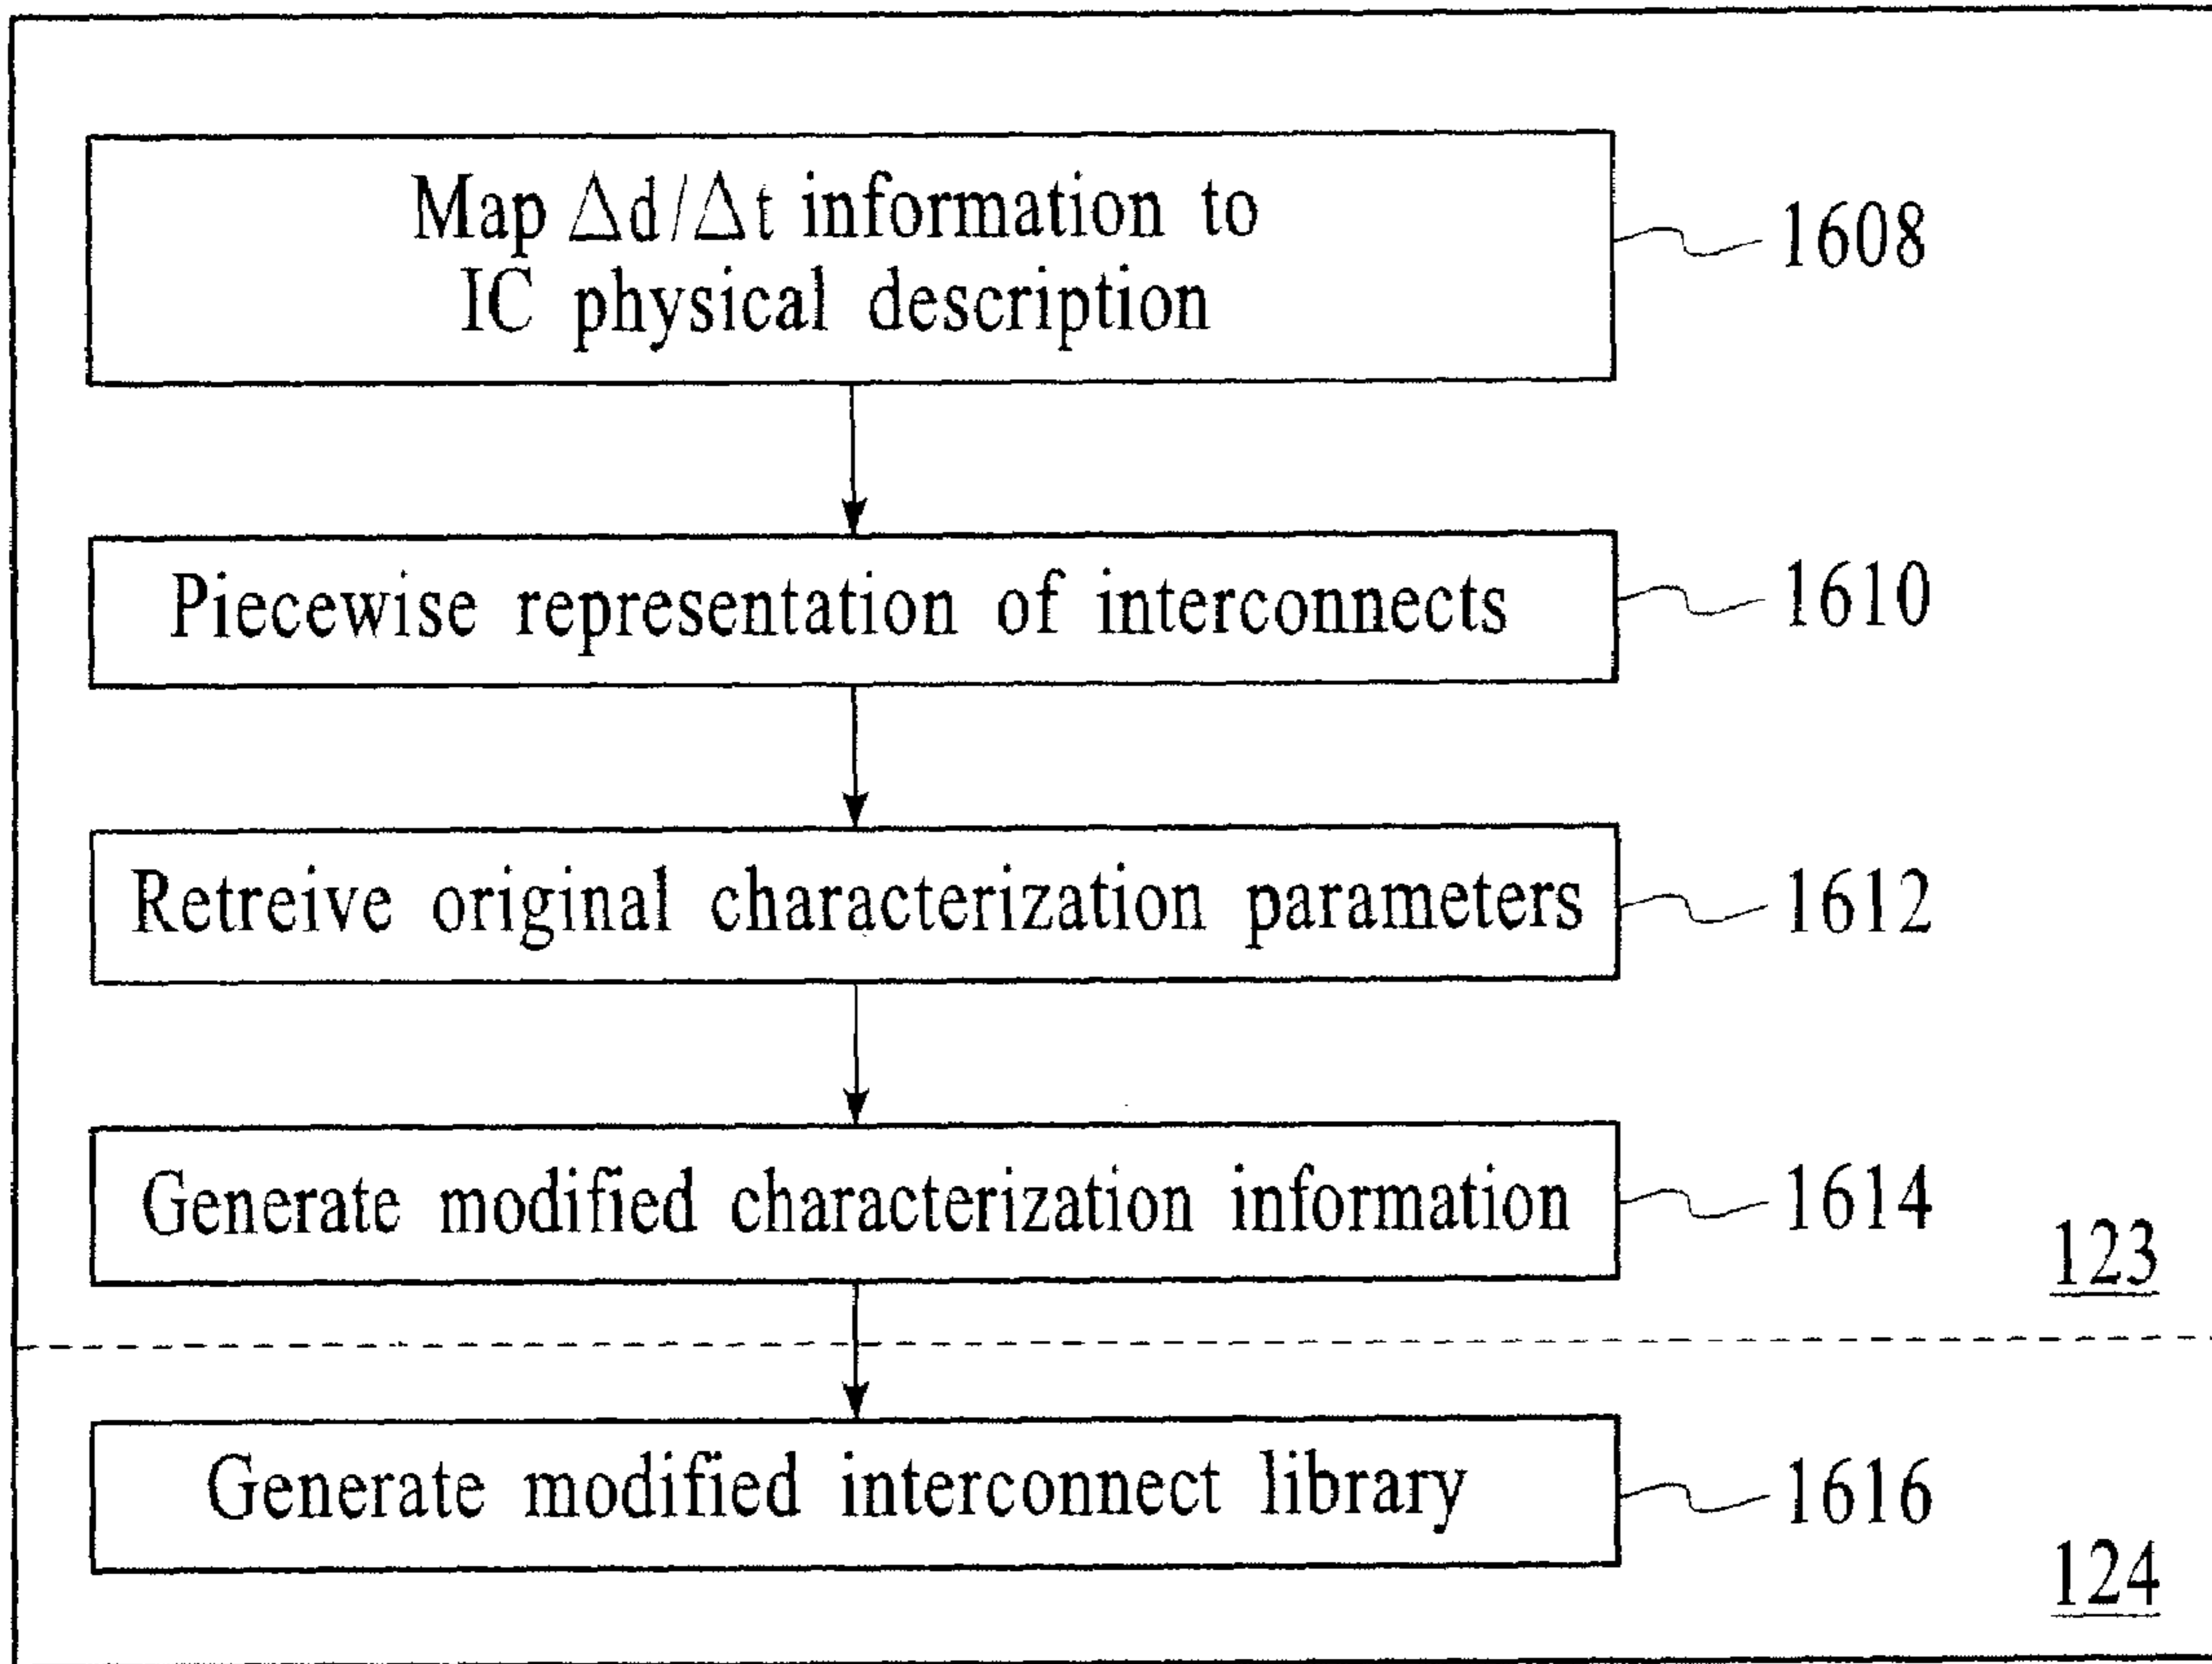 Map Δd/Δt information to
IC physical description
1608
Piecewise representation of interconnects
1610
Retreive original characterization parameters
1612
Generate modified characterization information
1614
123
Generate modified interconnect library
1616
124